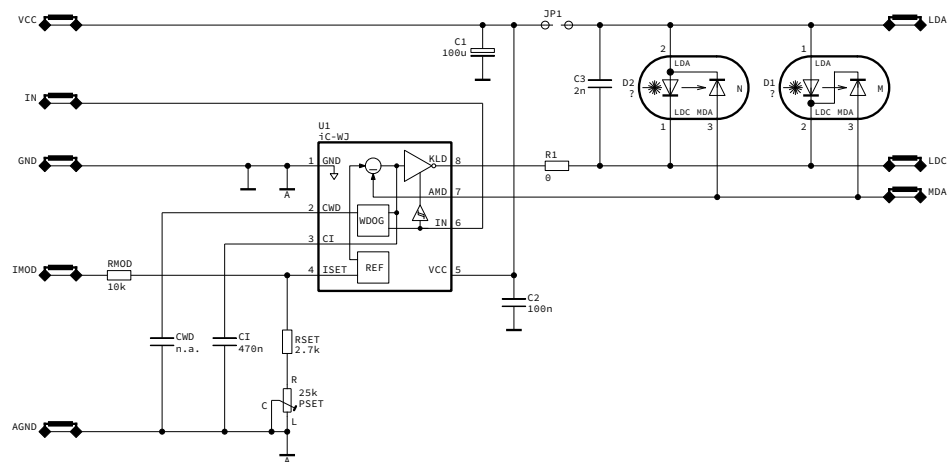 VCC
JP1
LDA
C1
100u
2
LDA
D2
?
N
LDC MDA
1
3
1
LDA
D1
?
M
LDC MDA
2
3
C3
2n
IN
U1
iC-WJ
GND
1
GND
KLD
8
R1
0
LDC
A
AMD
7
MDA
2
CWD
WDOG
IN
6
3
CI
IMOD
RMOD
10k
4
ISET
REF
VCC
5
C2
100n
CWD
n.a.
CI
470n
RSET
2.7k
R
25k
PSET
C
L
AGND
A